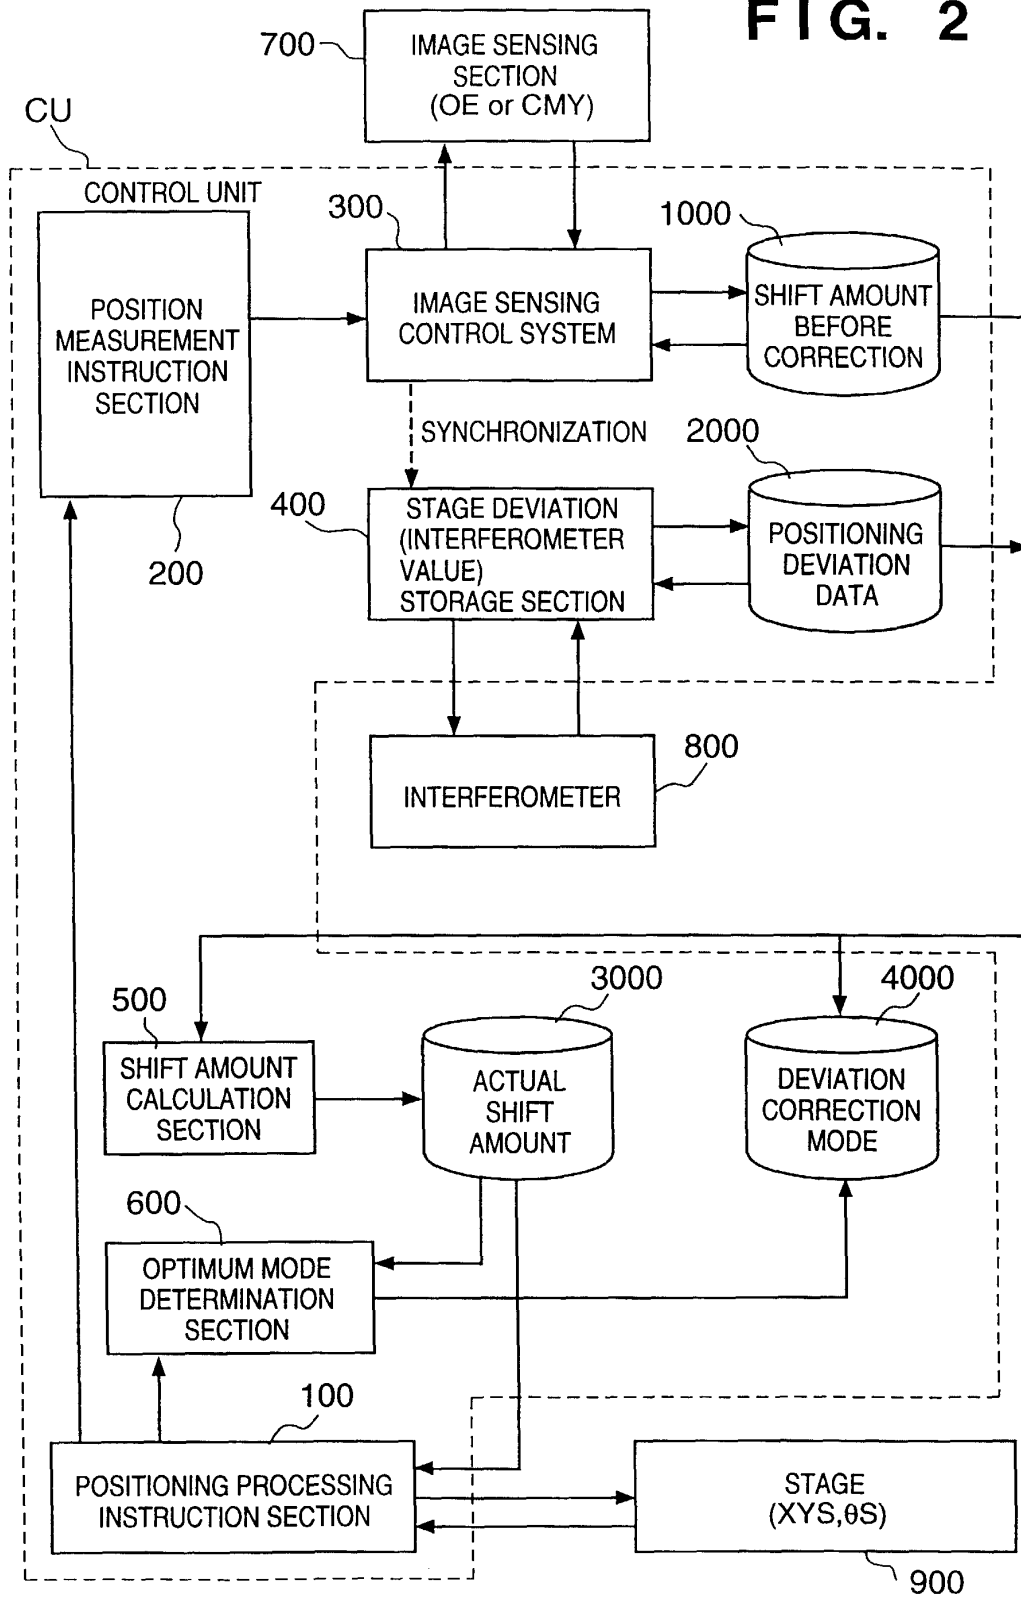 FIG. 2
700
IMAGE SENSING
SECTION
(OE or CMY)
CU
CONTROL UNIT
300
1000
POSITION
MEASUREMENT
INSTRUCTION
SECTION
IMAGE SENSING
CONTROL SYSTEM
SHIFT AMOUNT
BEFORE
CORRECTION
SYNCHRONIZATION
2000
400
STAGE DEVIATION
(INTERFEROMETER
VALUE)
STORAGE SECTION
POSITIONING
DEVIATION
DATA
200
800
INTERFEROMETER
500
3000
4000
SHIFT AMOUNT
CALCULATION
SECTION
ACTUAL
SHIFT
AMOUNT
DEVIATION
CORRECTION
MODE
600
OPTIMUM MODE
DETERMINATION
SECTION
100
POSITIONING PROCESSING
INSTRUCTION SECTION
STAGE
(XYS,θS)
900